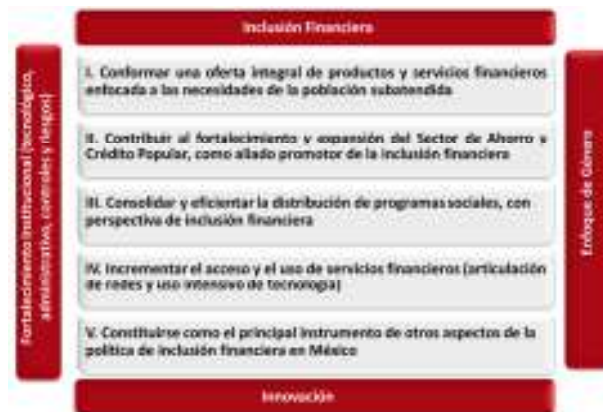 Inclusión Financiera
Fortalecimiento Institucional (tecnológico,
administrativo, controles y riesgos)
I. Conformar una oferta integral de productos y servicios financieros
enfocada a las necesidades de la población subatendida
II. Contribuir al fortalecimiento y expansión del Sector de Ahorro y
Crédito Popular, como aliado promotor de la inclusión financiera
III. Consolidar y eficientar la distribución de programas sociales, con
perspectiva de inclusión financiera
IV. Incrementar el acceso y el uso de servicios financieros (articulación
de redes y uso intensivo de tecnología)
V. Constituirse como el principal instrumento de otros aspectos de la
política de inclusión financiera en México
Enfoque de Género
Innovación